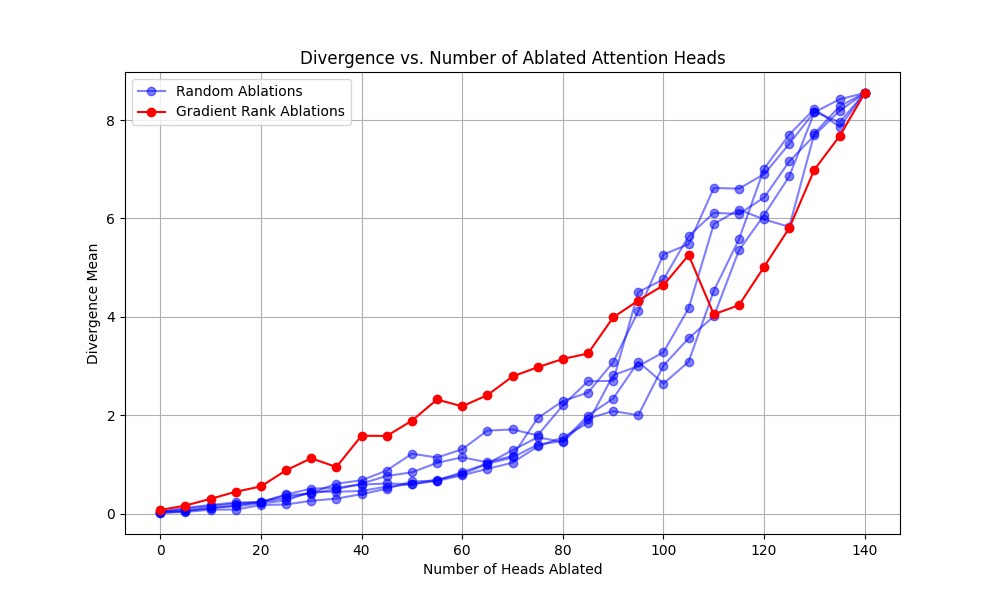 Divergence vs. Number of Ablated Attention Heads
Random Ablations
Gradient Rank Ablations
8
6
4
2
0
Divergence Mean
0 20 40 60 80 100 120 140
Number of Heads Ablated